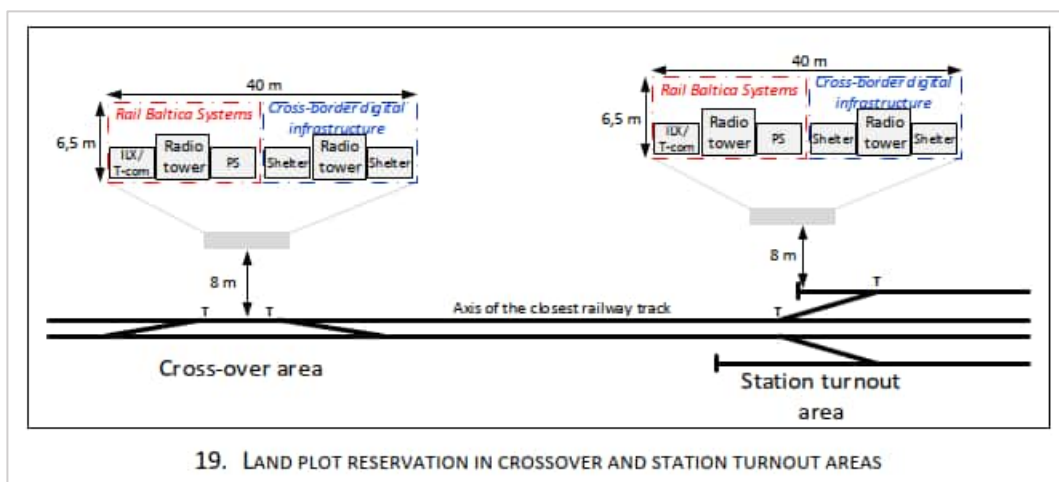 40 m
Rail Baltica Systems
Cross-border digital
infrastructure
6,5 m
ILX/
T-com
Radio
tower
PS
Shelter
Radio
tower
Shelter
8 m
T T
Cross-over area
40 m
Rail Baltica Systems
Cross-border digital
infrastructure
6,5 m
ILX/
T-com
Radio
tower
PS
Shelter
Radio
tower
Shelter
8 m
T
T
Axis of the closest railway track
Station turnout
area
19. LAND PLOT RESERVATION IN CROSSOVER AND STATION TURNOUT AREAS